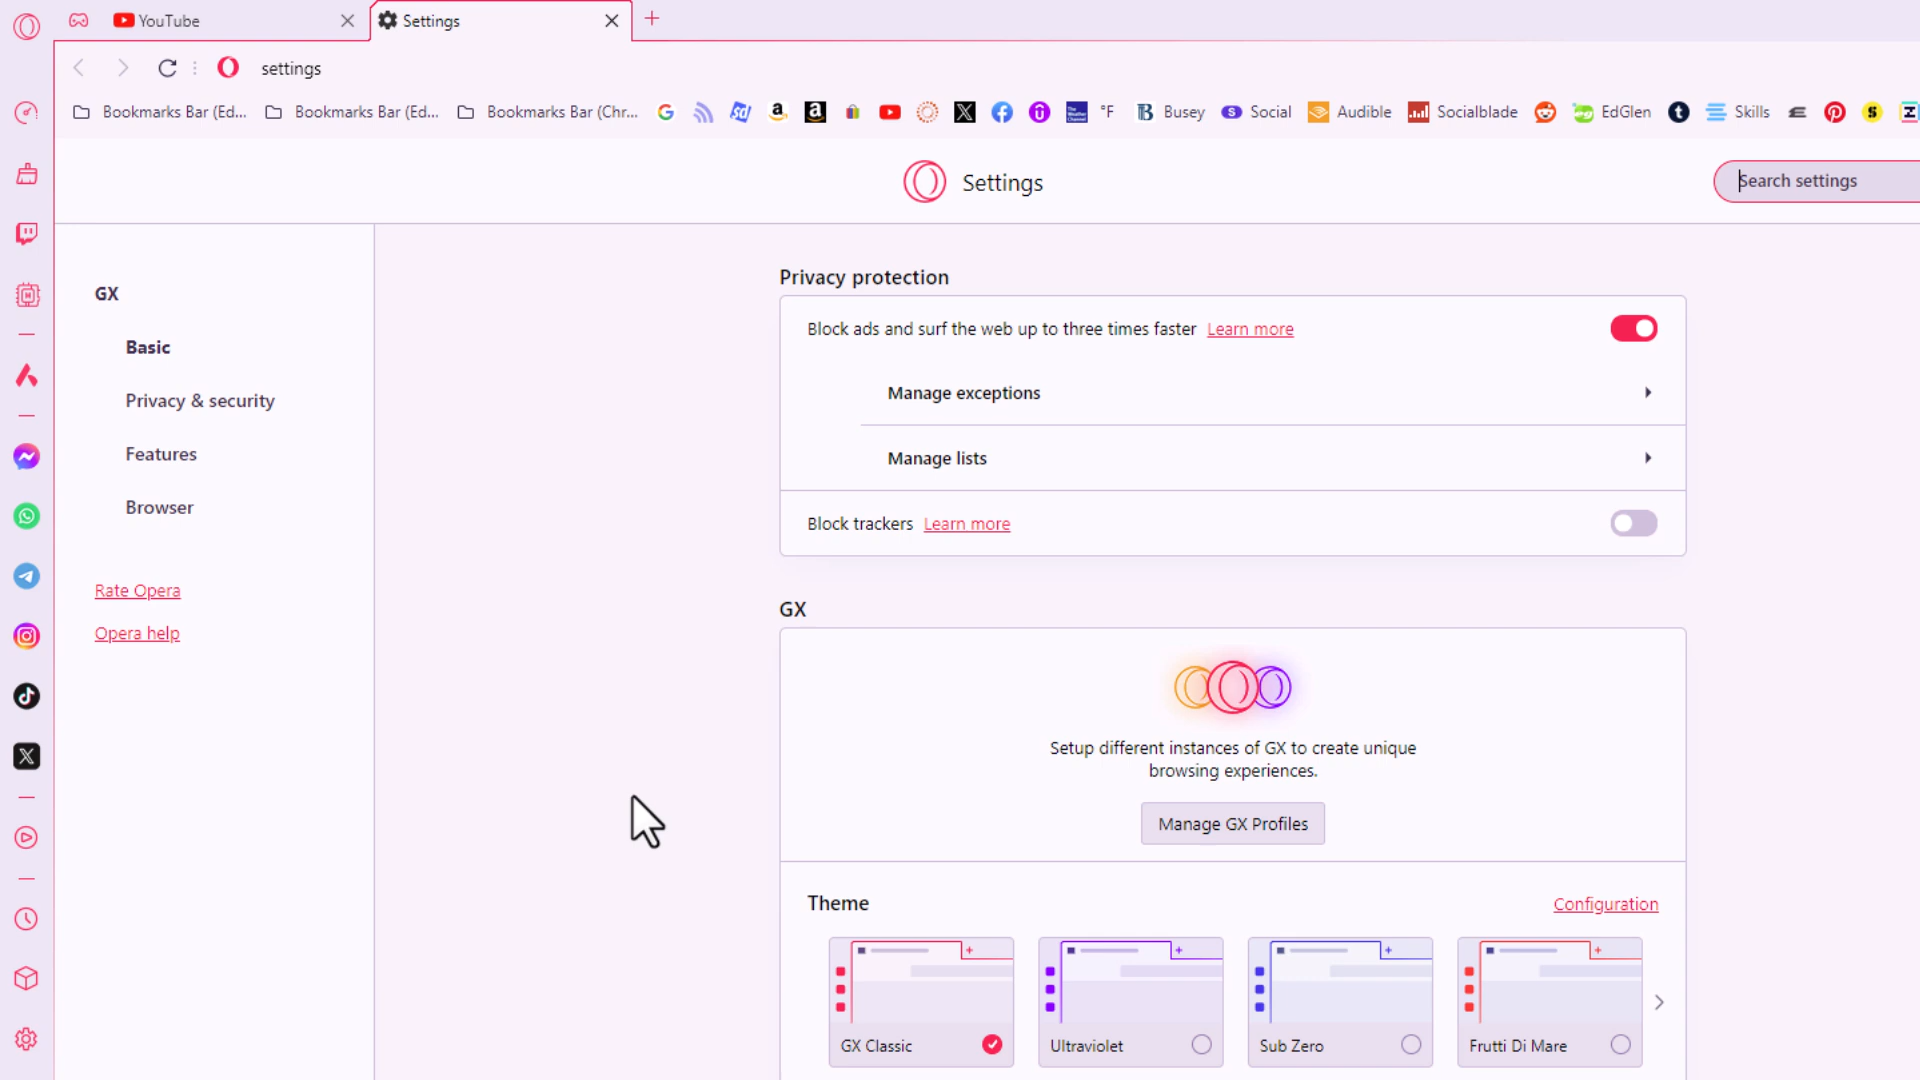 YouTube
Settings
settings
Bookmarks Bar (Ed...
Bookmarks Bar (Ed...
Bookmarks Bar (Chr...
°F
Busey
Social
Audible
Socialblade
EdGlen
Skills
Settings
Search settings
GX
Basic
Privacy & security
Features
Browser
Rate Opera
Opera help
Privacy protection
Block ads and surf the web up to three times faster Learn more
Manage exceptions
Manage lists
Block trackers Learn more
GX
Setup different instances of GX to create unique
browsing experiences.
Manage GX Profiles
Theme
Configuration
GX Classic
Ultraviolet
Sub Zero
Frutti Di Mare